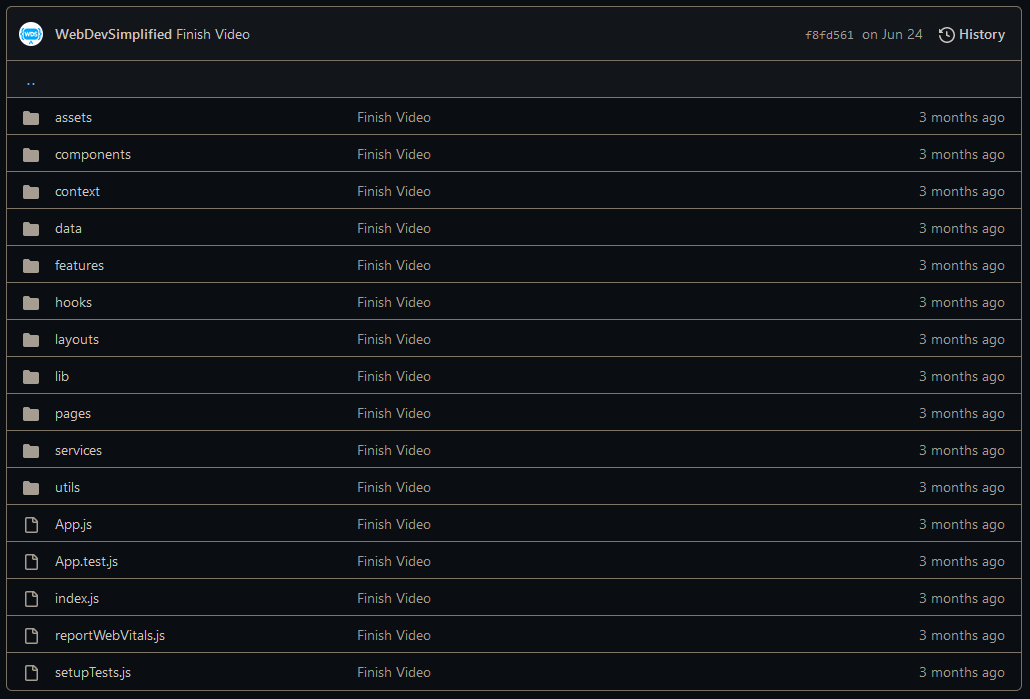 WDS WebDevSimplified Finish Video f8fd561 on Jun 24 History
..
assets Finish Video 3 months ago
components Finish Video 3 months ago
context Finish Video 3 months ago
data Finish Video 3 months ago
features Finish Video 3 months ago
hooks Finish Video 3 months ago
layouts Finish Video 3 months ago
lib Finish Video 3 months ago
pages Finish Video 3 months ago
services Finish Video 3 months ago
utils Finish Video 3 months ago
App.js Finish Video 3 months ago
App.test.js Finish Video 3 months ago
index.js Finish Video 3 months ago
reportWebVitals.js Finish Video 3 months ago
setupTests.js Finish Video 3 months ago